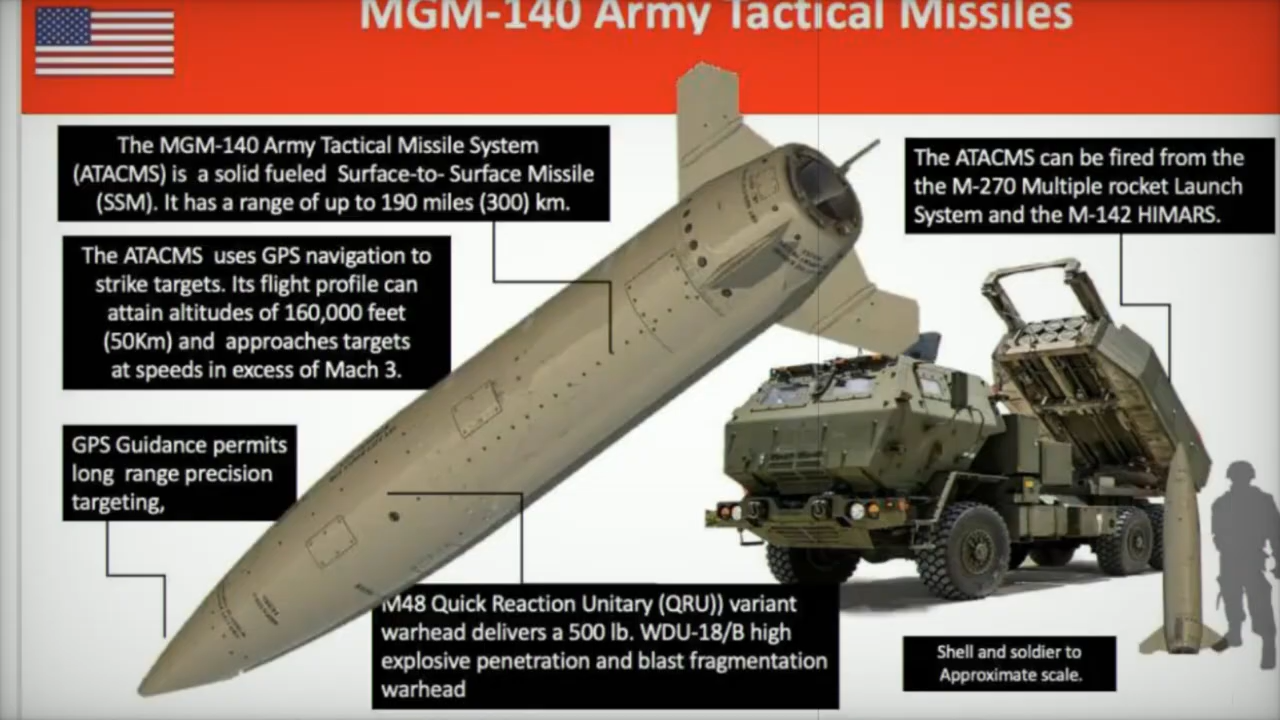 MGM-140 Army Tactical Missiles
The MGM-140 Army Tactical Missile System
(ATACMS) is a solid fueled Surface-to- Surface Missile
(SSM). It has a range of up to 190 miles (300) km.
The ATACMS uses GPS navigation to
strike targets. Its flight profile can
attain altitudes of 160,000 feet
(50Km) and approaches targets
at speeds in excess of Mach 3.
GPS Guidance permits
long range precision
targeting,
M48 Quick Reaction Unitary (QRU)) variant
warhead delivers a 500 lb. WDU-18/B high
explosive penetration and blast fragmentation
warhead
The ATACMS can be fired from the
the M-270 Multiple rocket Launch
System and the M-142 HIMARS.
Shell and soldier to
Approximate scale.